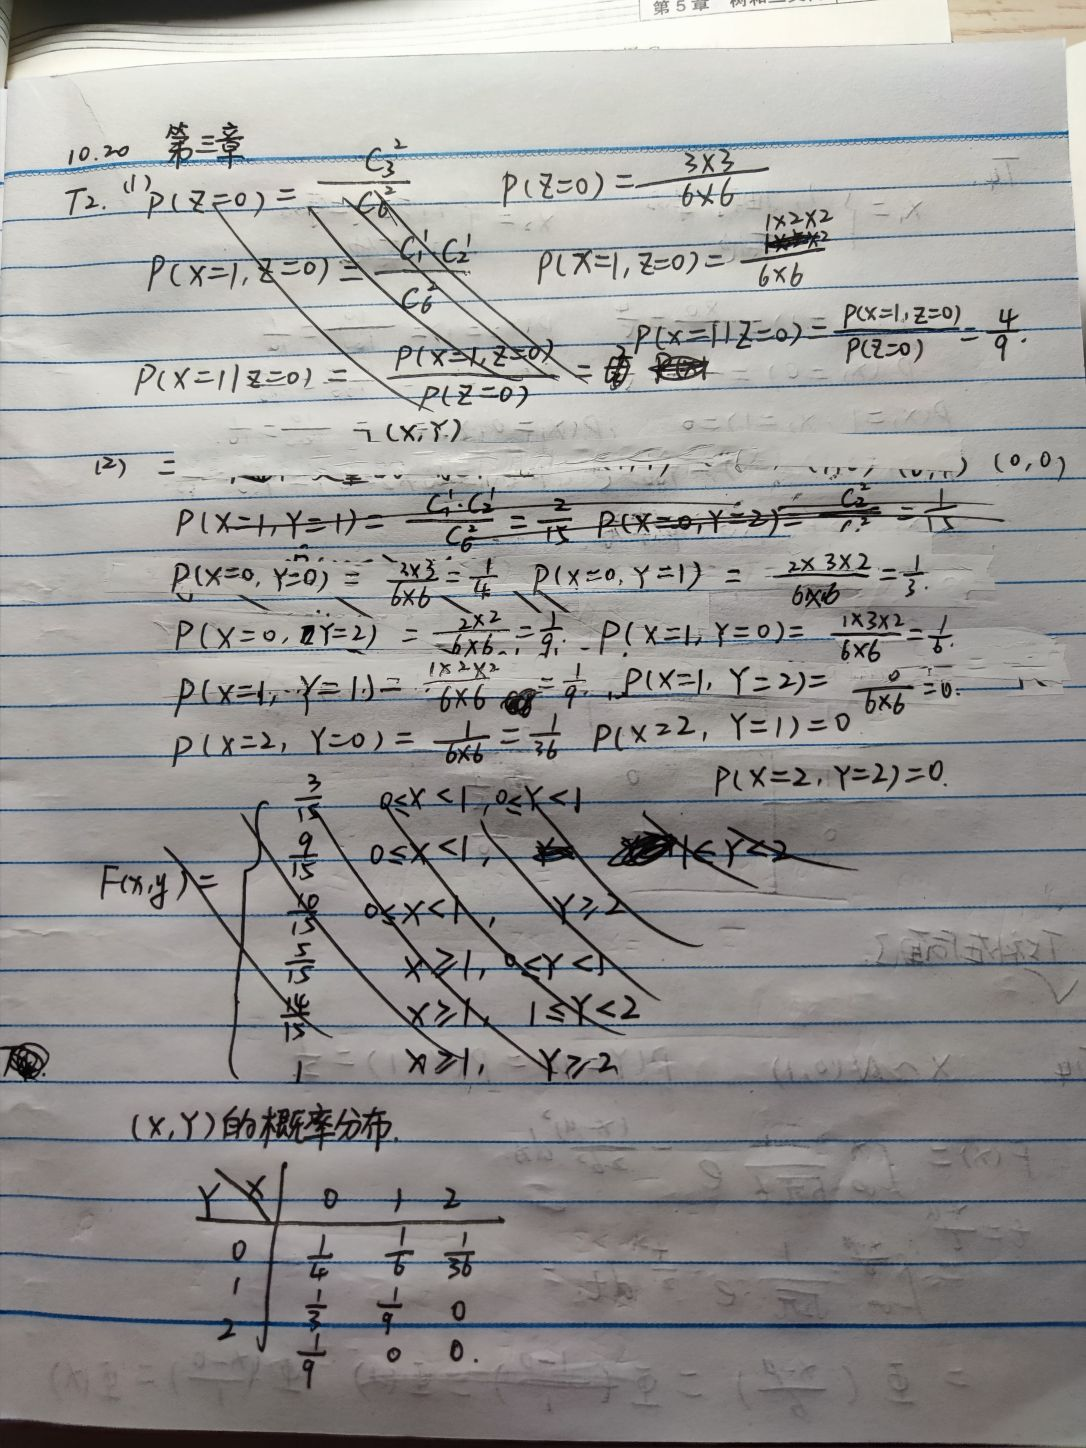 第5章
10.20 第三章
T2. (1) P(Z=0) = C₃²/C₆² P(Z=0) = 3×3/6×6
P(X=1, Z=0) = C₁¹·C₂¹/C₆² P(X=1, Z=0) = 1×2×2/6×6
P(X=1|Z=0) = P(X=1, Z=0)/P(Z=0) = P(X=1|Z=0) = P(X=1, Z=0)/P(Z=0) = 4/9.
(X,Y)
(2) = (0,0)
P(X=1, Y=1) = C₁¹·C₂¹/C₆² = 2/15 P(X=0, Y=2) = C₂² = 1/15
P(X=0, Y=0) = 3×3/6×6 = 1/4 P(X=0, Y=1) = 2×3×2/6×6 = 1/3
P(X=0, Y=2) = 2×2/6×6 = 1/9. P(X=1, Y=0) = 1×3×2/6×6 = 1/6.
P(X=1, Y=1) = 1×2×2/6×6 = 1/9. P(X=1, Y=2) = 0/6×6 = 0.
P(X=2, Y=0) = 1/6×6 = 1/36 P(X=2, Y=1) = 0
P(X=2, Y=2) = 0.
3/15 0≤X<1, 0≤Y<1
9/15 0≤X<1, 1≤Y<2
F(x,y) =
10/15 0≤X<1, Y≥2
5/15 X≥1, 0≤Y<1
14/15 X≥1, 1≤Y<2
1 X≥1, Y≥2
(X,Y)的概率分布.
Y X 0 1 2
0 1/4 1/6 1/36
1 1/3 1/9 0
2 1/9 0 0.